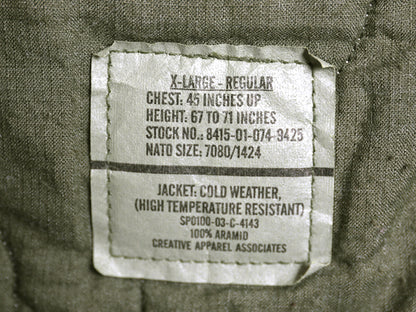 X-LARGE - REGULAR
CHEST: 45 INCHES UP
HEIGHT: 67 TO 71 INCHES
STOCK NO.: 8415-01-074-9425
NATO SIZE: 7080/1424
JACKET: COLD WEATHER,
(HIGH TEMPERATURE RESISTANT)
SPO100-03-C-4143
100% ARAMID
CREATIVE APPAREL ASSOCIATES